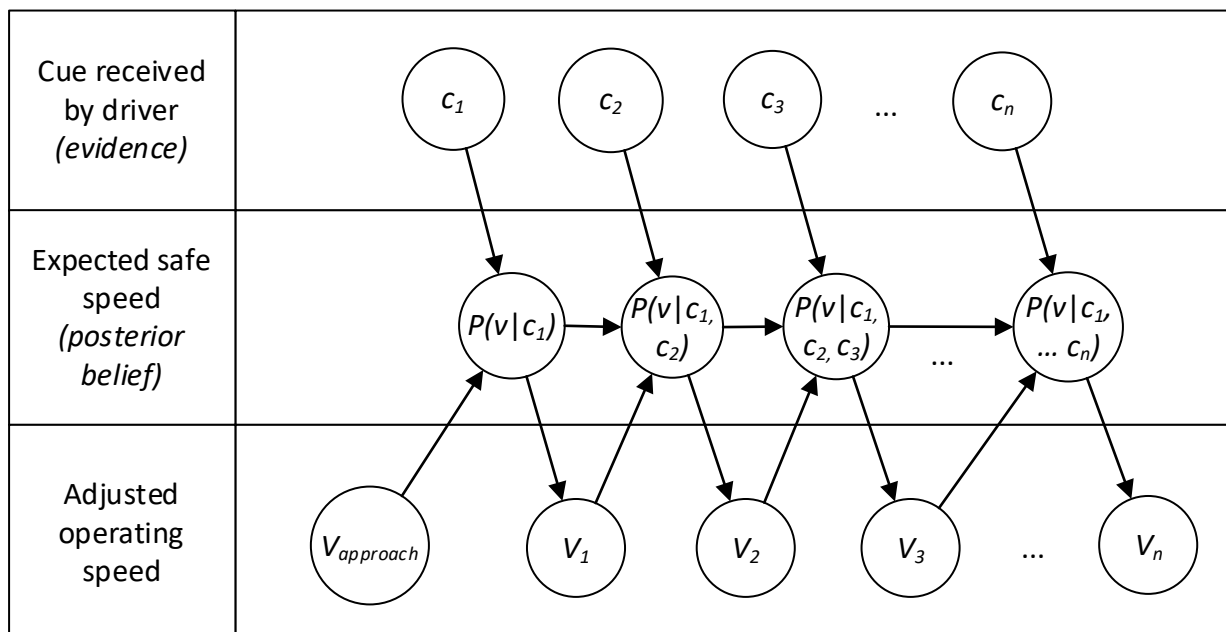 Cue received
by driver
(evidence)
c1
c2
c3
...
cn
Expected safe
speed
(posterior
belief)
P(v|c1)
P(v|c1,
c2)
P(v|c1,
c2, c3)
...
P(v|c1,
... cn)
Adjusted
operating
speed
Vapproach
V1
V2
V3
...
Vn